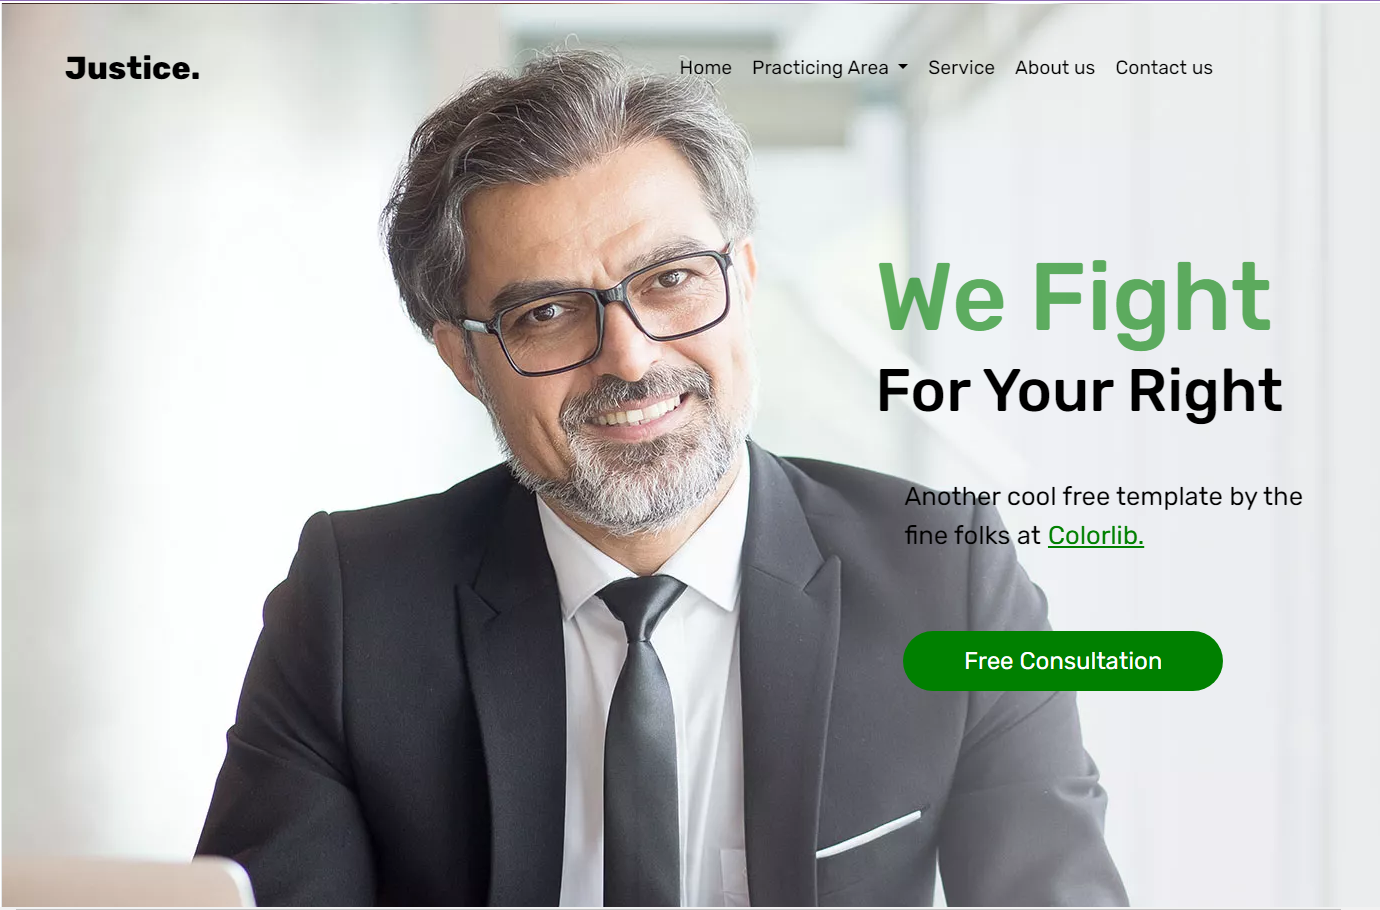 Justice.
Home Practicing Area Service About us Contact us
We Fight
For Your Right
Another cool free template by the
fine folks at Colorlib.
Free Consultation